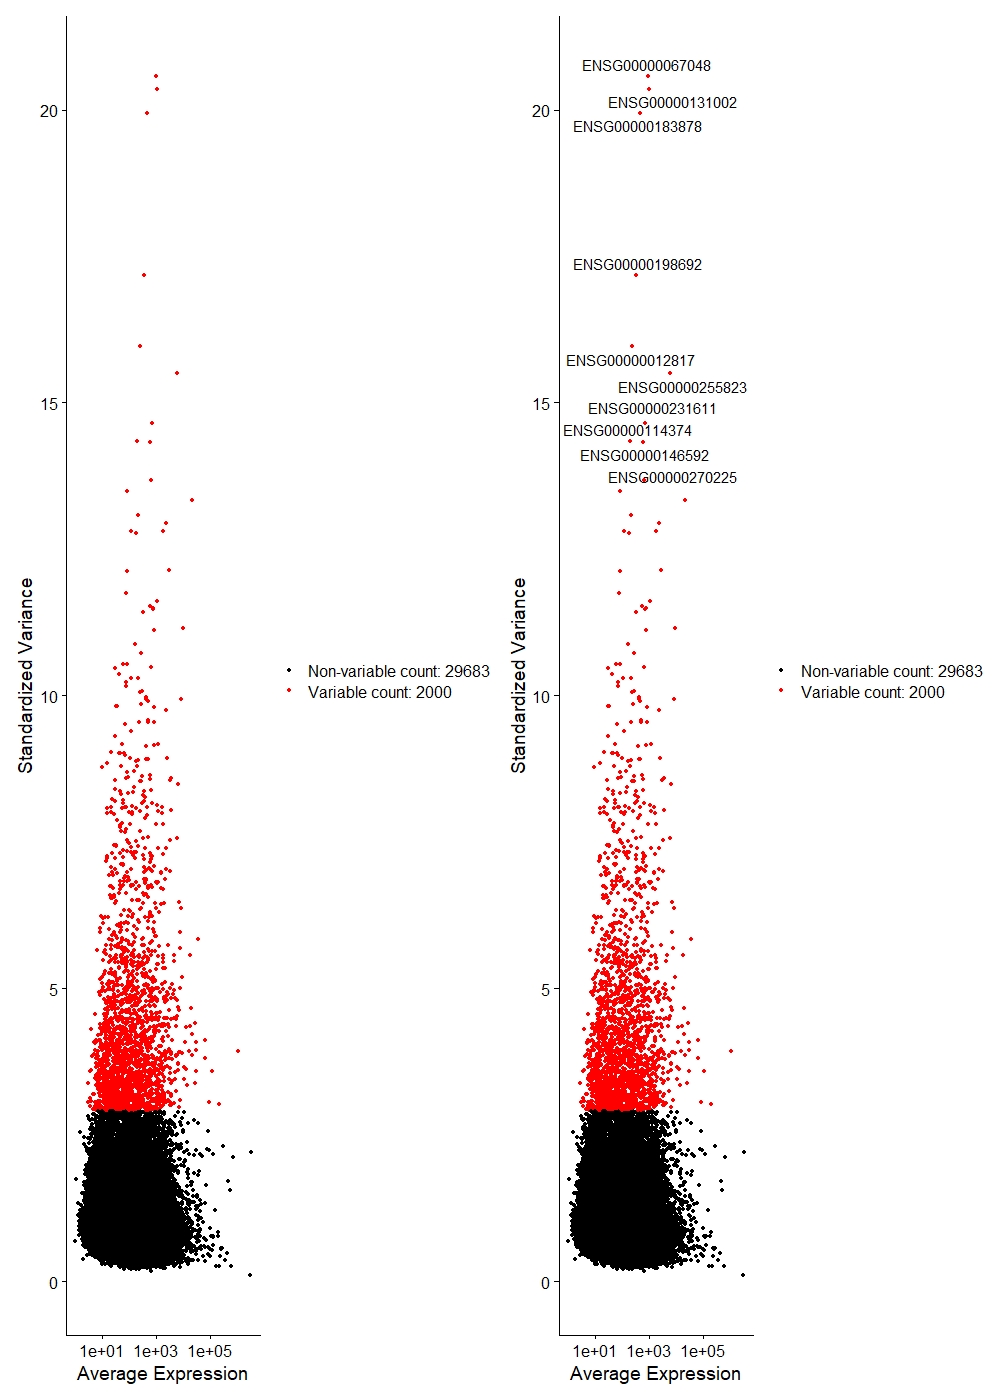 20
15
10
5
0
Standardized Variance
1e+01 1e+03 1e+05
Average Expression
Non-variable count: 29683
Variable count: 2000
20
15
10
5
0
Standardized Variance
1e+01 1e+03 1e+05
Average Expression
ENSG00000067048
ENSG00000131002
ENSG00000183878
ENSG00000198692
ENSG00000012817
ENSG00000255823
ENSG00000231611
ENSG00000114374
ENSG00000146592
ENSG00000270225
Non-variable count: 29683
Variable count: 2000